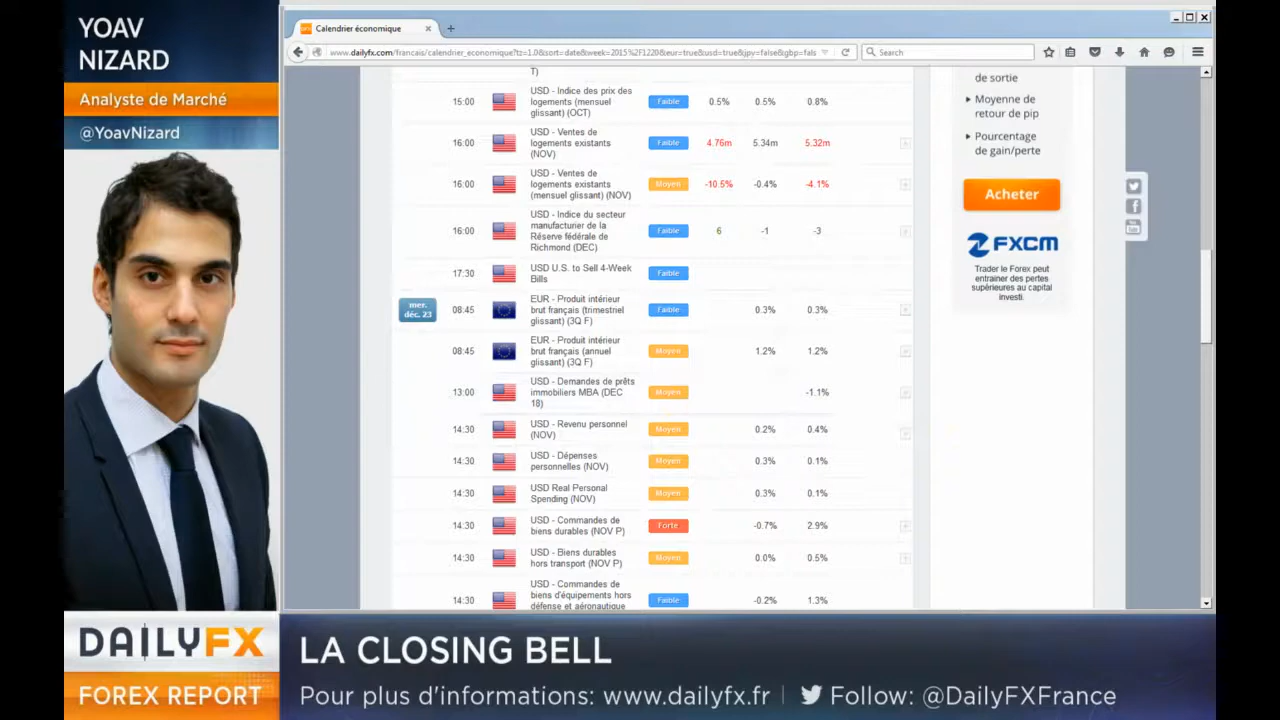 YOAV
NIZARD
Analyste de Marché
@YoavNizard
Calendrier économique
www.dailyfx.com/francais/calendrier_economique?tz=1.0&sort=date&week=2015%2F1220&eur=true&usd=true&jpy=false&gbp=fals
Search
T)
15:00 USD - Indice des prix des
logements (mensuel
glissant) (OCT)
Faible 0.5% 0.5% 0.8%
16:00 USD - Ventes de
logements existants
(NOV)
Faible 4.76m 5.34m 5.32m
16:00 USD - Ventes de
logements existants
(mensuel glissant) (NOV)
Moyen -10.5% -0.4% -4.1%
16:00 USD - Indice du secteur
manufacturier de la
Réserve fédérale de
Richmond (DEC)
Faible 6 -1 -3
17:30 USD U.S. to Sell 4-Week
Bills
Faible
mer.
déc. 23
08:45 EUR - Produit intérieur
brut français (trimestriel
glissant) (3Q F)
Faible 0.3% 0.3%
08:45 EUR - Produit intérieur
brut français (annuel
glissant) (3Q F)
Moyen 1.2% 1.2%
13:00 USD - Demandes de prêts
immobiliers MBA (DEC
18)
Moyen -1.1%
14:30 USD - Revenu personnel
(NOV)
Moyen 0.2% 0.4%
14:30 USD - Dépenses
personnelles (NOV)
Moyen 0.3% 0.1%
14:30 USD Real Personal
Spending (NOV)
Moyen 0.3% 0.1%
14:30 USD - Commandes de
biens durables (NOV P)
Forte -0.7% 2.9%
14:30 USD - Biens durables
hors transport (NOV P)
Moyen 0.0% 0.5%
14:30 USD - Commandes de
biens d'équipements hors
défense et aéronautique
Faible -0.2% 1.3%
de sortie
Moyenne de
retour de pip
Pourcentage
de gain/perte
Acheter
FXCM
Trader le Forex peut
entrainer des pertes
supérieures au capital
investi.
You
Tube
DAILYFX
FOREX REPORT
LA CLOSING BELL
Pour plus d'informations: www.dailyfx.fr | Follow: @DailyFXFrance